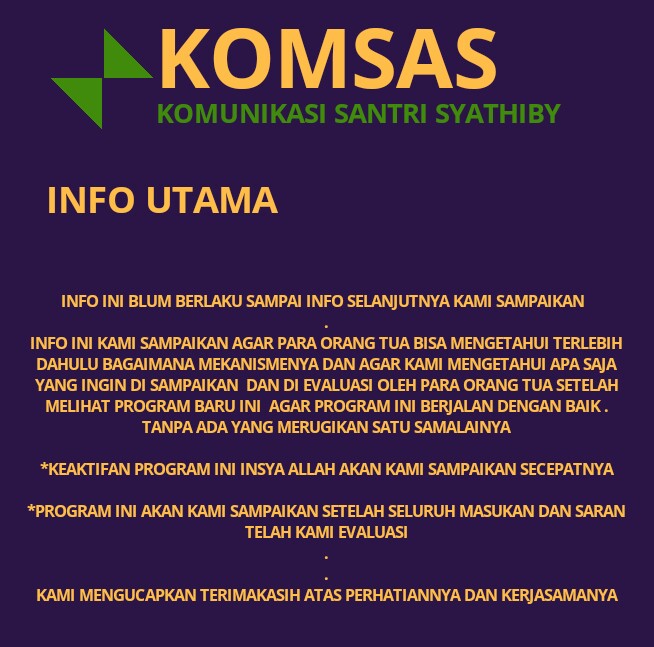 KOMSAS
KOMUNIKASI SANTRI SYATHIBY
INFO UTAMA
INFO INI BLUM BERLAKU SAMPAI INFO SELANJUTNYA KAMI SAMPAIKAN
.
INFO INI KAMI SAMPAIKAN AGAR PARA ORANG TUA BISA MENGETAHUI TERLEBIH
DAHULU BAGAIMANA MEKANISMENYA DAN AGAR KAMI MENGETAHUI APA SAJA
YANG INGIN DI SAMPAIKAN  DAN DI EVALUASI OLEH PARA ORANG TUA SETELAH
MELIHAT PROGRAM BARU INI  AGAR PROGRAM INI BERJALAN DENGAN BAIK .
TANPA ADA YANG MERUGIKAN SATU SAMALAINYA
*KEAKTIFAN PROGRAM INI INSYA ALLAH AKAN KAMI SAMPAIKAN SECEPATNYA
*PROGRAM INI AKAN KAMI SAMPAIKAN SETELAH SELURUH MASUKAN DAN SARAN
TELAH KAMI EVALUASI
.
.
KAMI MENGUCAPKAN TERIMAKASIH ATAS PERHATIANNYA DAN KERJASAMANYA